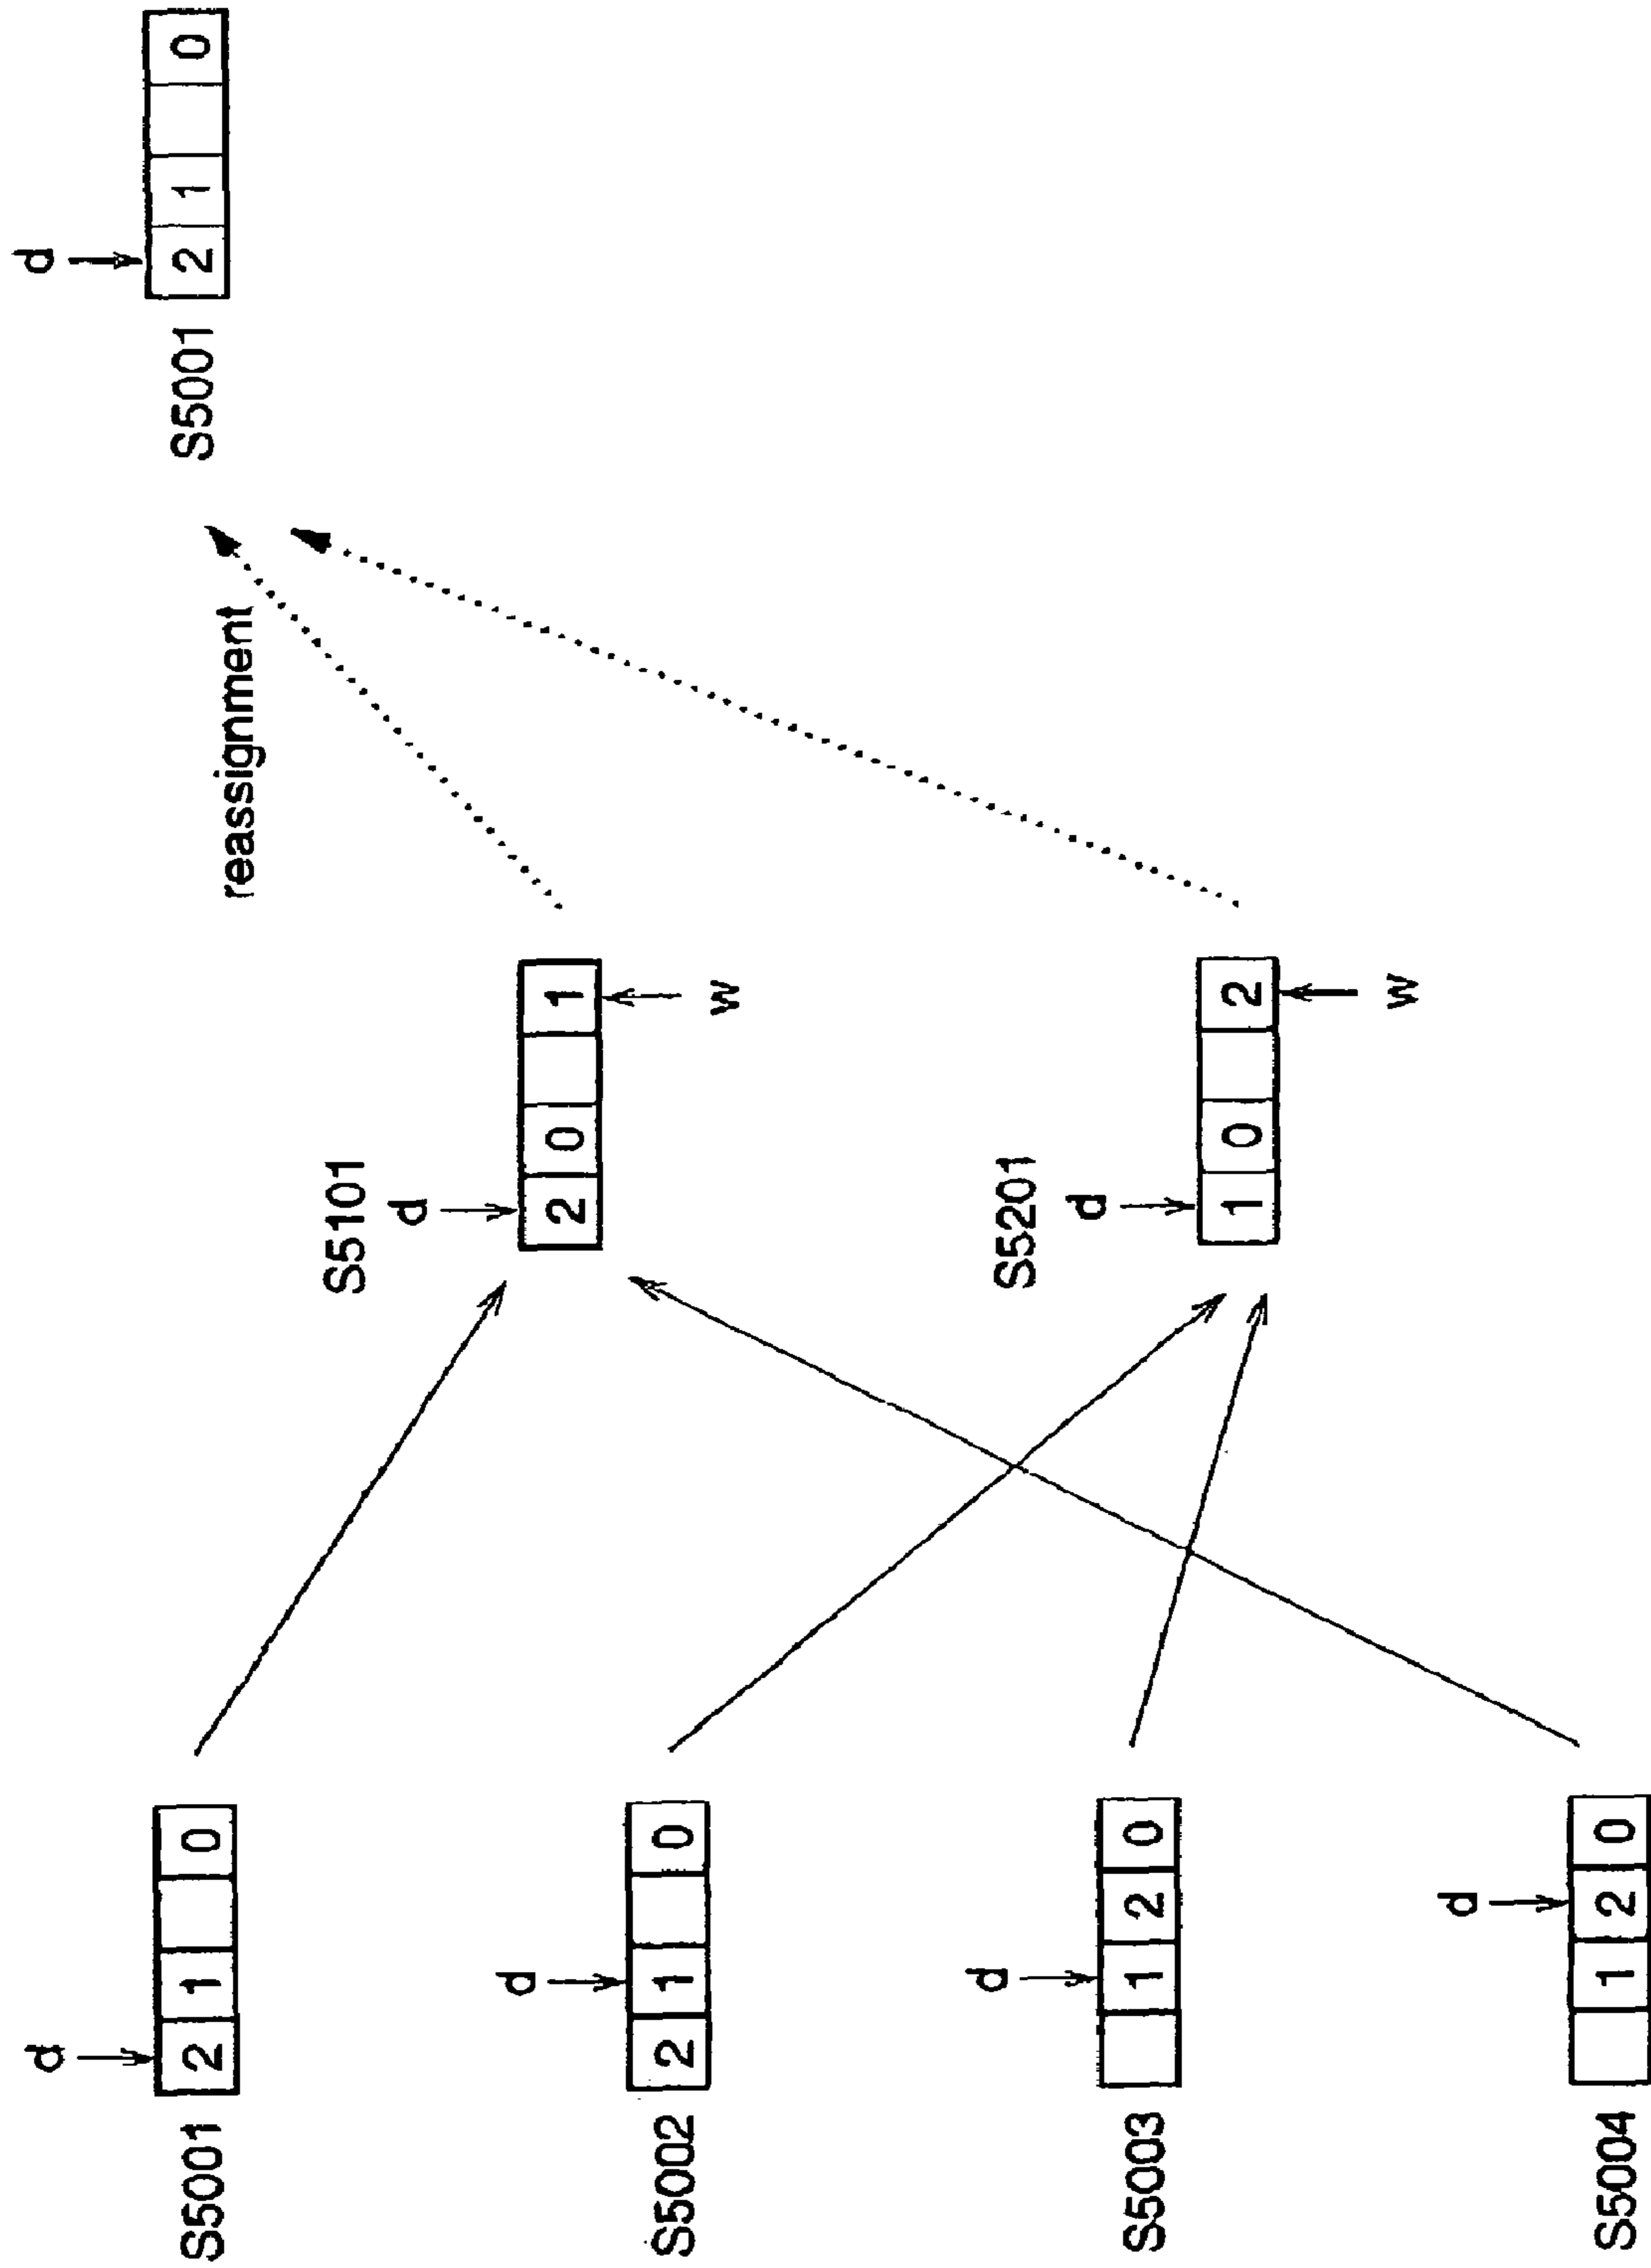 d
S5001 2 1 0
d
S5002 2 1 0
d
S5003 1 2 0
d
S5004 1 2 0
S5101
d
2 0 1
w
S5201
d
1 0 2
w
reassignment
d
S5001 2 1 0